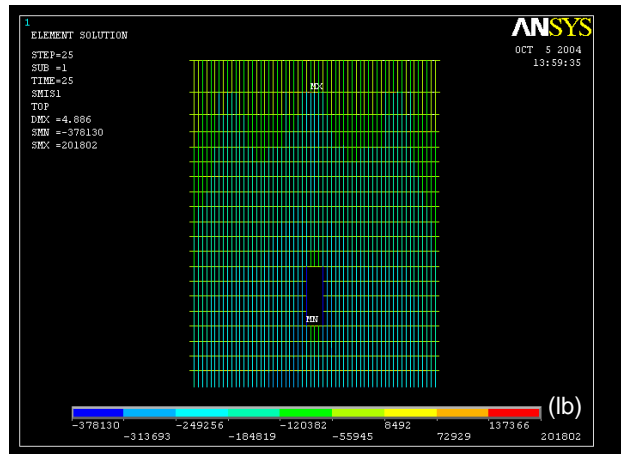 1
ELEMENT SOLUTION
ANSYS
OCT 5 2004
13:59:35
STEP=25
SUB =1
TIME=25
SMIS1
TOP
DMX =4.886
SMN =-378130
SMX =201802
MX
MN
(lb)
-378130 -249256 -120382 8492 137366
-313693 -184819 -55945 72929 201802